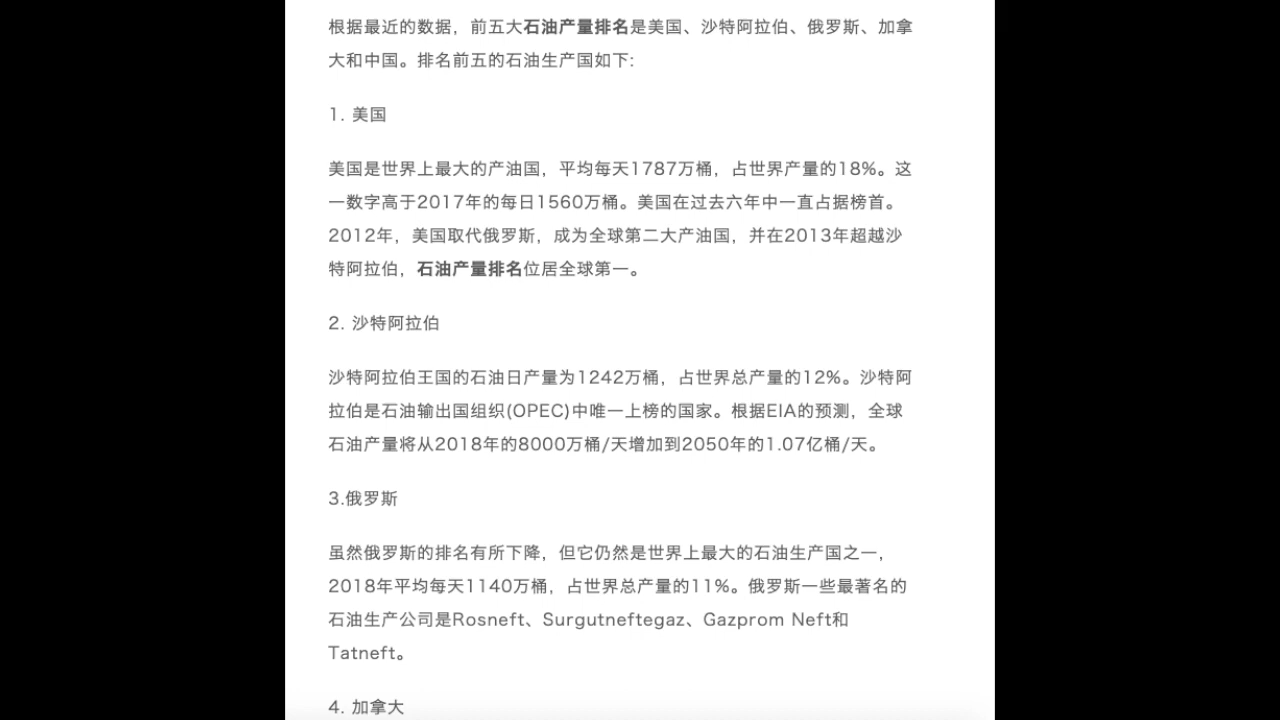 根据最近的数据，前五大石油产量排名是美国、沙特阿拉伯、俄罗斯、加拿
大和中国。排名前五的石油生产国如下:
1. 美国
美国是世界上最大的产油国，平均每天1787万桶，占世界产量的18%。这
一数字高于2017年的每日1560万桶。美国在过去六年中一直占据榜首。
2012年，美国取代俄罗斯，成为全球第二大产油国，并在2013年超越沙
特阿拉伯，石油产量排名位居全球第一。
2. 沙特阿拉伯
沙特阿拉伯王国的石油日产量为1242万桶，占世界总产量的12%。沙特阿
拉伯是石油输出国组织(OPEC)中唯一上榜的国家。根据EIA的预测，全球
石油产量将从2018年的8000万桶/天增加到2050年的1.07亿桶/天。
3.俄罗斯
虽然俄罗斯的排名有所下降，但它仍然是世界上最大的石油生产国之一，
2018年平均每天1140万桶，占世界总产量的11%。俄罗斯一些最著名的
石油生产公司是Rosneft、Surgutneftegaz、Gazprom Neft和
Tatneft。
4. 加拿大